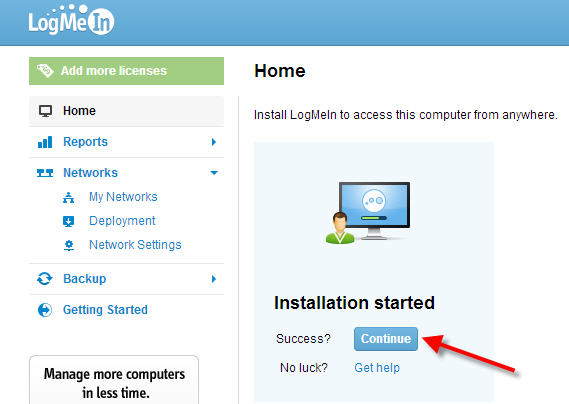 LogMeIn
Add more licenses
Home
Reports
Networks
My Networks
Deployment
Network Settings
Backup
Getting Started
Manage more computers
in less time.
Home
Install LogMeIn to access this computer from anywhere.
Installation started
Success? Continue
No luck? Get help